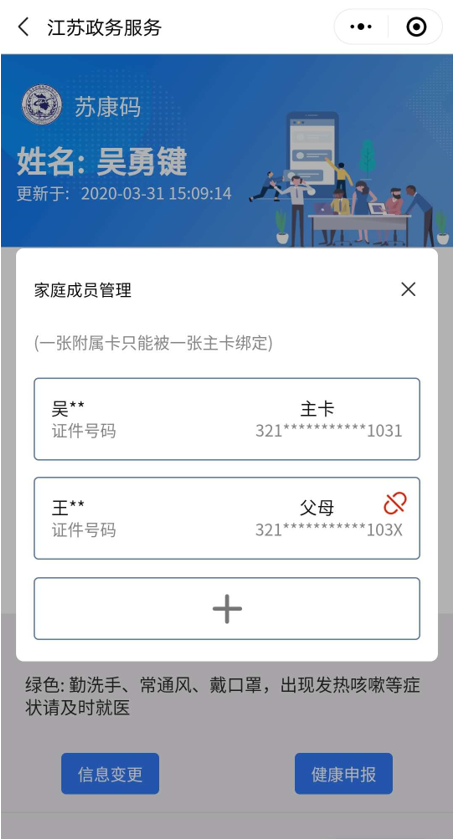 江苏政务服务
苏康码
姓名: 吴勇键
更新于: 2020-03-31 15:09:14
家庭成员管理
(一张附属卡只能被一张主卡绑定)
吴** 主卡
证件号码 321***********1031
王** 父母
证件号码 321***********103X
绿色: 勤洗手、常通风、戴口罩，出现发热咳嗽等症
状请及时就医
信息变更 健康申报